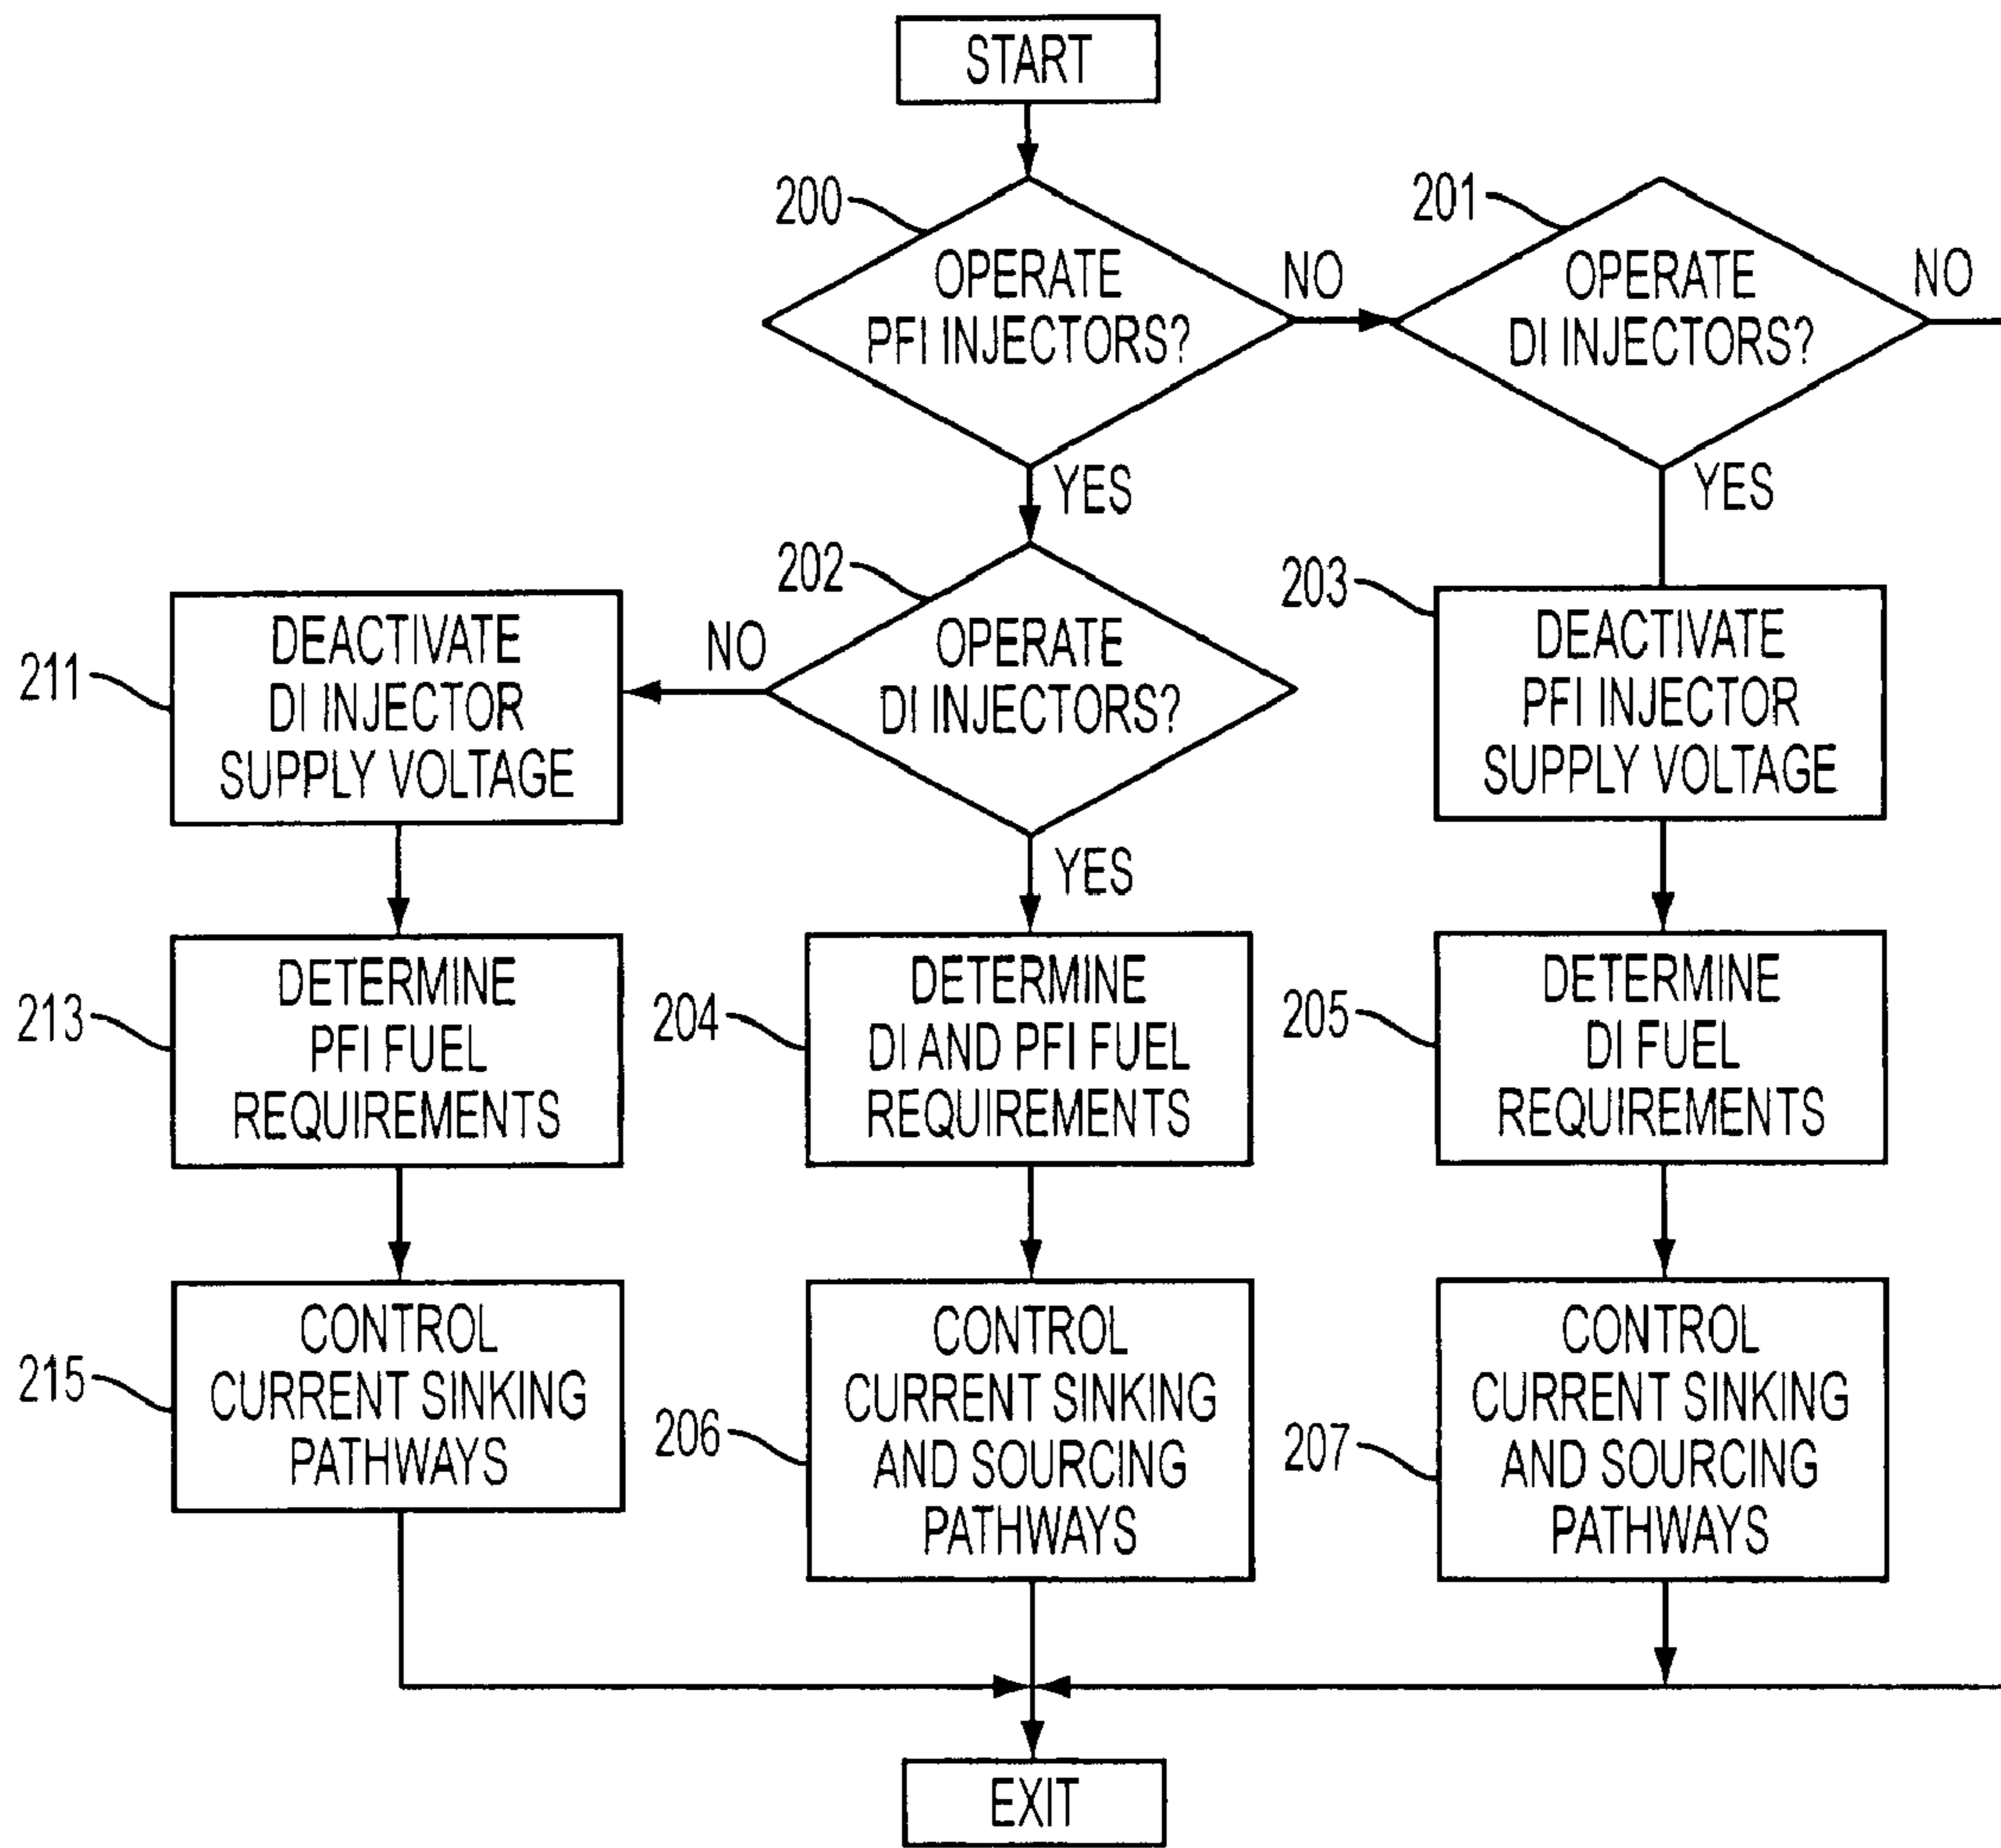 START
200
OPERATE
PFI INJECTORS?
NO
201
OPERATE
DI INJECTORS?
NO
YES
YES
202
OPERATE
DI INJECTORS?
NO
YES
211
DEACTIVATE
DI INJECTOR
SUPPLY VOLTAGE
203
DEACTIVATE
PFI INJECTOR
SUPPLY VOLTAGE
213
DETERMINE
PFI FUEL
REQUIREMENTS
204
DETERMINE
DI AND PFI FUEL
REQUIREMENTS
205
DETERMINE
DI FUEL
REQUIREMENTS
215
CONTROL
CURRENT SINKING
PATHWAYS
206
CONTROL
CURRENT SINKING
AND SOURCING
PATHWAYS
207
CONTROL
CURRENT SINKING
AND SOURCING
PATHWAYS
EXIT